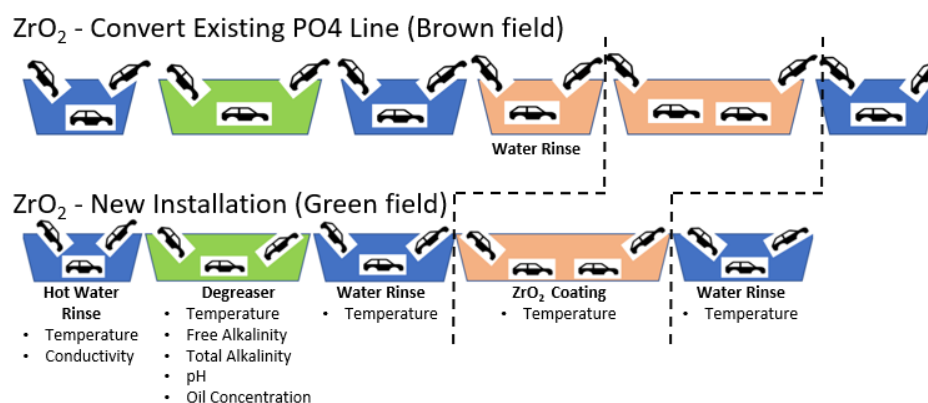 ZrO2 - Convert Existing PO4 Line (Brown field)
Water Rinse
ZrO2 - New Installation (Green field)
Hot Water
Rinse
• Temperature
• Conductivity
Degreaser
• Temperature
• Free Alkalinity
• Total Alkalinity
• pH
• Oil Concentration
Water Rinse
• Temperature
ZrO2 Coating
• Temperature
Water Rinse
• Temperature